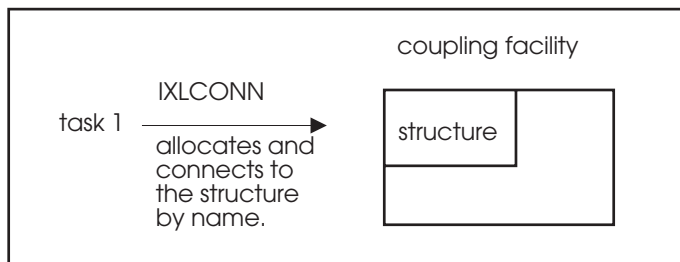 coupling facility
IXLCONN
task 1
structure
allocates and
connects to
the structure
by name.